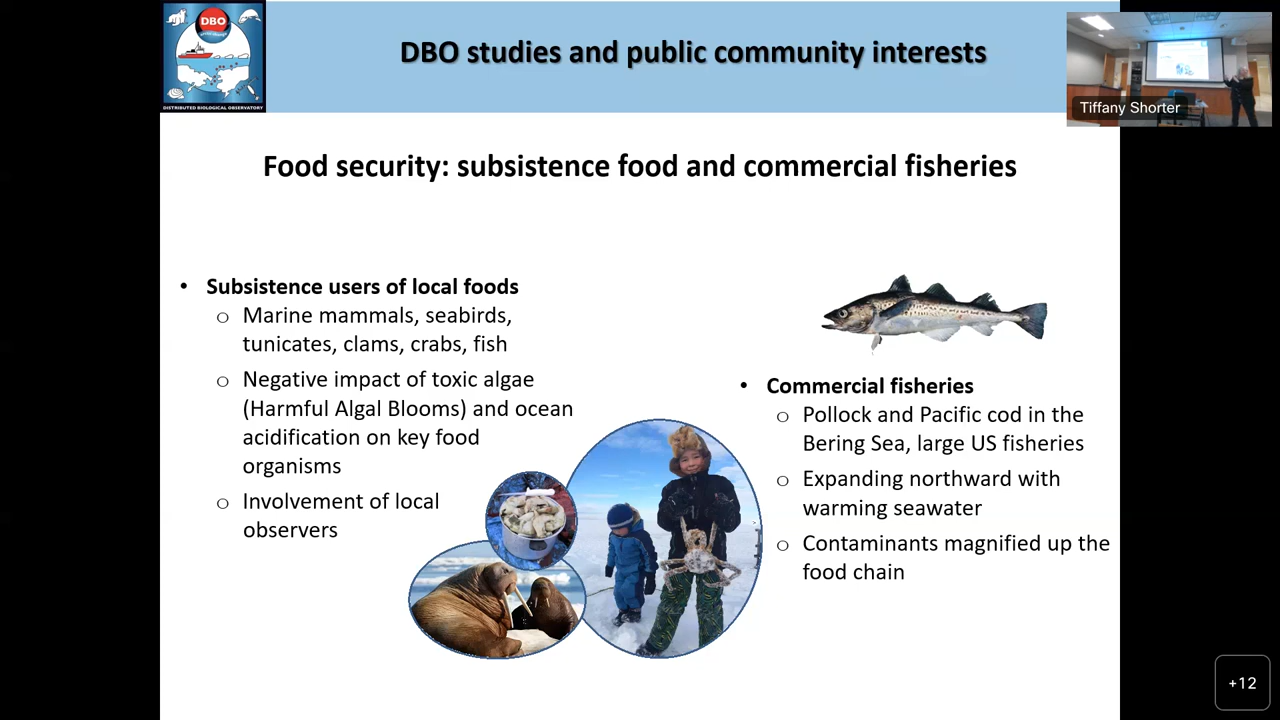 DBO
DISTRIBUTED BIOLOGICAL OBSERVATORY
DBO studies and public community interests
Tiffany Shorter
Food security: subsistence food and commercial fisheries
• Subsistence users of local foods
o Marine mammals, seabirds,
tunicates, clams, crabs, fish
o Negative impact of toxic algae
(Harmful Algal Blooms) and ocean
acidification on key food
organisms
o Involvement of local
observers
• Commercial fisheries
o Pollock and Pacific cod in the
Bering Sea, large US fisheries
o Expanding northward with
warming seawater
o Contaminants magnified up the
food chain
+12